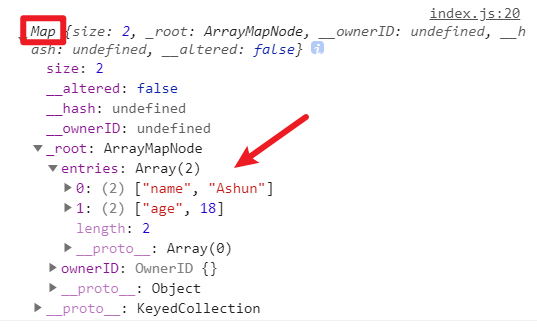 index.js:20
Map {size: 2, _root: ArrayMapNode, __ownerID: undefined, __h
ash: undefined, __altered: false} i
size: 2
__altered: false
__hash: undefined
__ownerID: undefined
▼_root: ArrayMapNode
▼entries: Array(2)
▶0: (2) ["name", "Ashun"]
▶1: (2) ["age", 18]
length: 2
▶__proto__: Array(0)
▶ownerID: OwnerID {}
▶__proto__: Object
▶__proto__: KeyedCollection